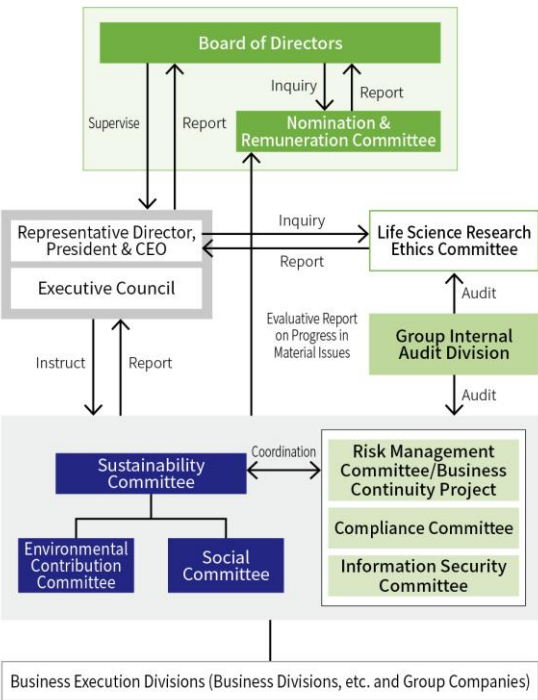 Board of Directors
Inquiry
Report
Supervise
Report
Nomination &
Remuneration Committee
Representative Director,
President & CEO
Executive Council
Inquiry
Report
Life Science Research
Ethics Committee
Audit
Evaluative Report
on Progress in
Material Issues
Group Internal
Audit Division
Instruct
Report
Audit
Sustainability
Committee
Coordination
Risk Management
Committee/Business
Continuity Project
Compliance Committee
Environmental
Contribution
Committee
Social
Committee
Information Security
Committee
Business Execution Divisions (Business Divisions, etc. and Group Companies)